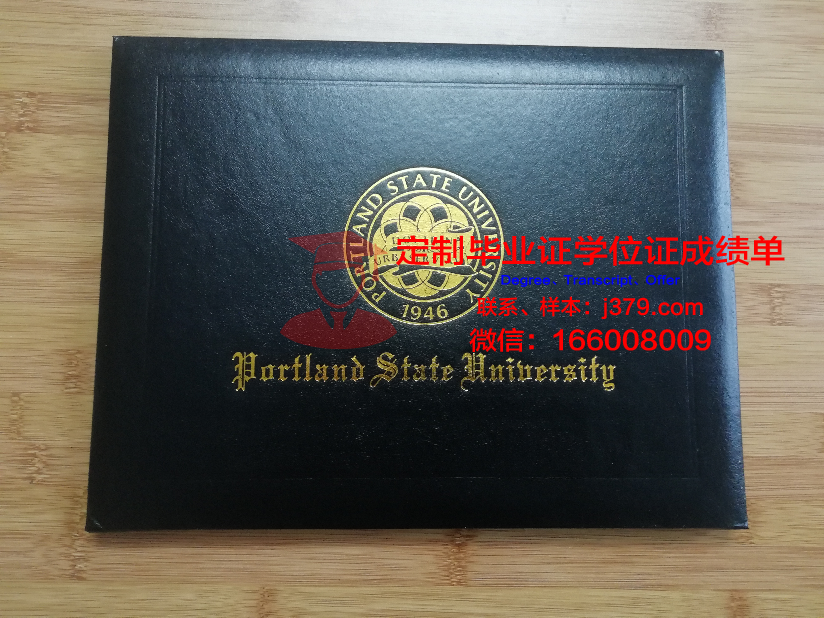 PORTLAND STATE UNIVERSITY
1946
定制毕业证学位证成绩单
Degree、Transcript、Offer
联系、样本：j379.com
微信：166008009
Portland State University